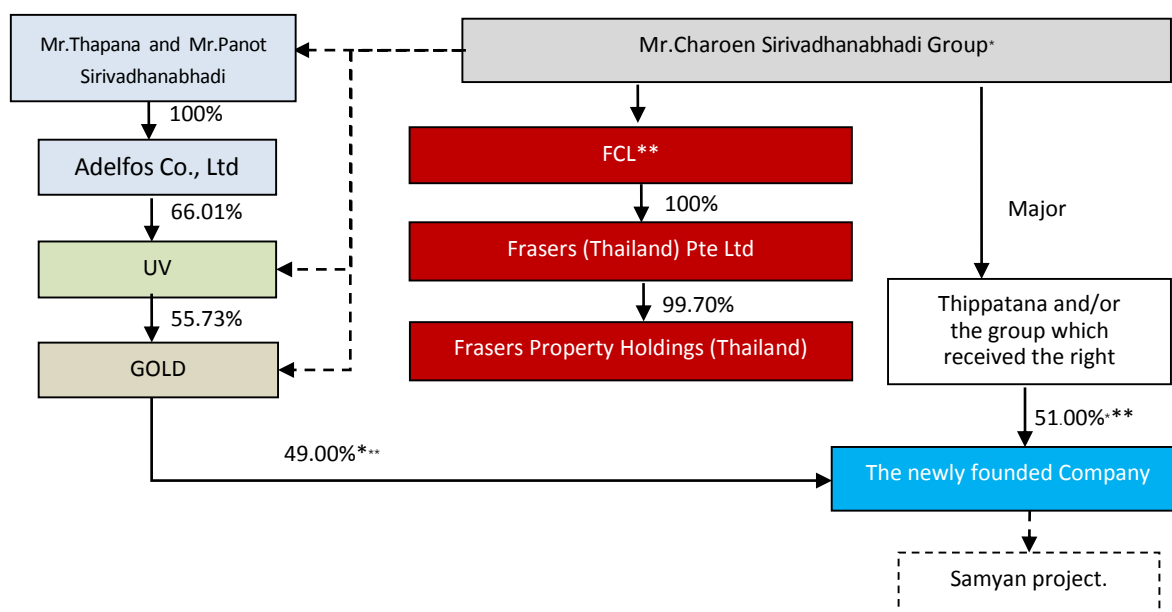 Mr.Thapana and Mr.Panot
Sirivadhanabhadi
Mr.Charoen Sirivadhanabhadi Group*
100%
Adelfos Co., Ltd
66.01%
UV
55.73%
GOLD
FCL**
100%
Frasers (Thailand) Pte Ltd
99.70%
Frasers Property Holdings (Thailand)
Major
Thippatana and/or
the group which
received the right
51.00%***
49.00%***
The newly founded Company
Samyan project.